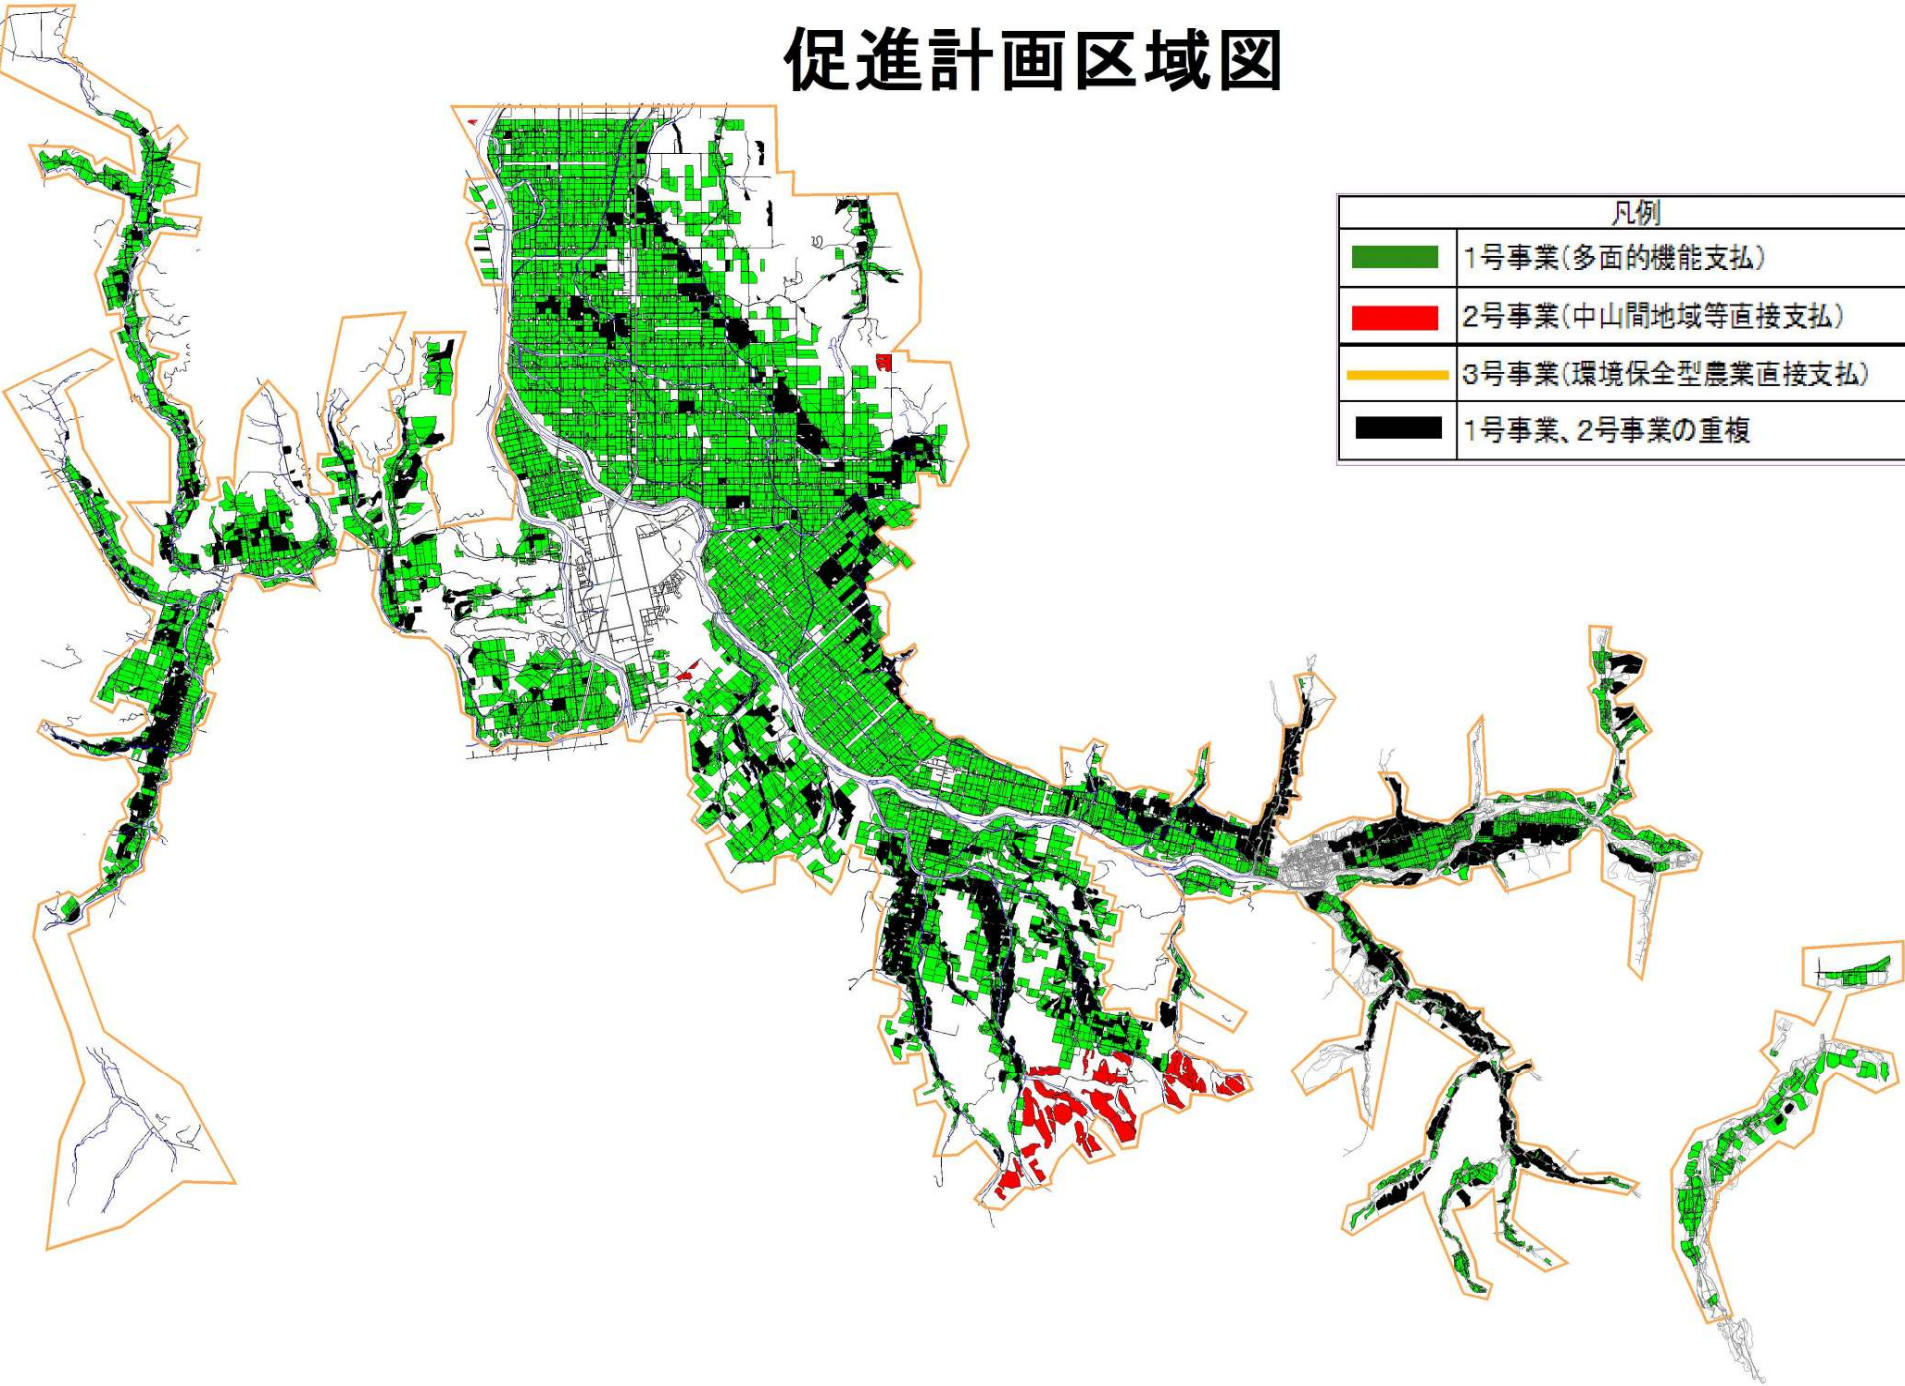 促進計画区域図
凡例
1号事業(多面的機能支払)
2号事業(中山間地域等直接支払)
3号事業(環境保全型農業直接支払)
1号事業、2号事業の重複